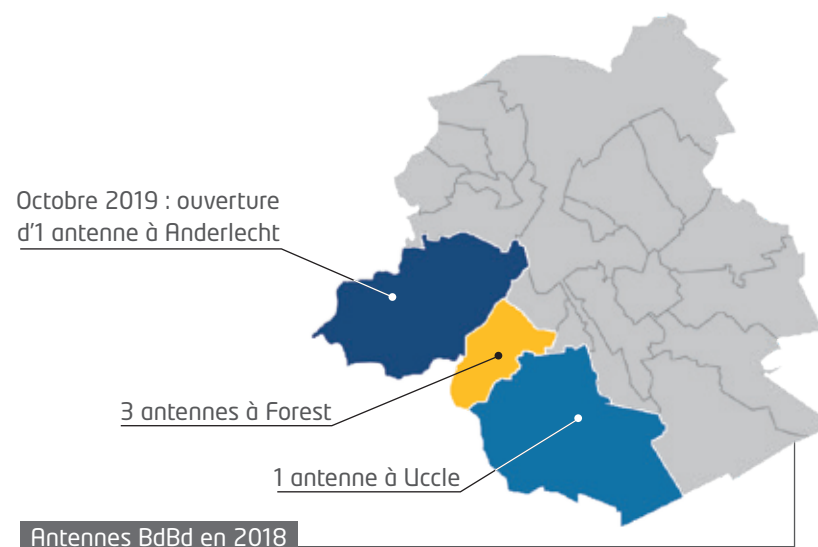 Octobre 2019 : ouverture
d'1 antenne à Anderlecht
3 antennes à Forest
1 antenne à Uccle
Antennes BdBd en 2018